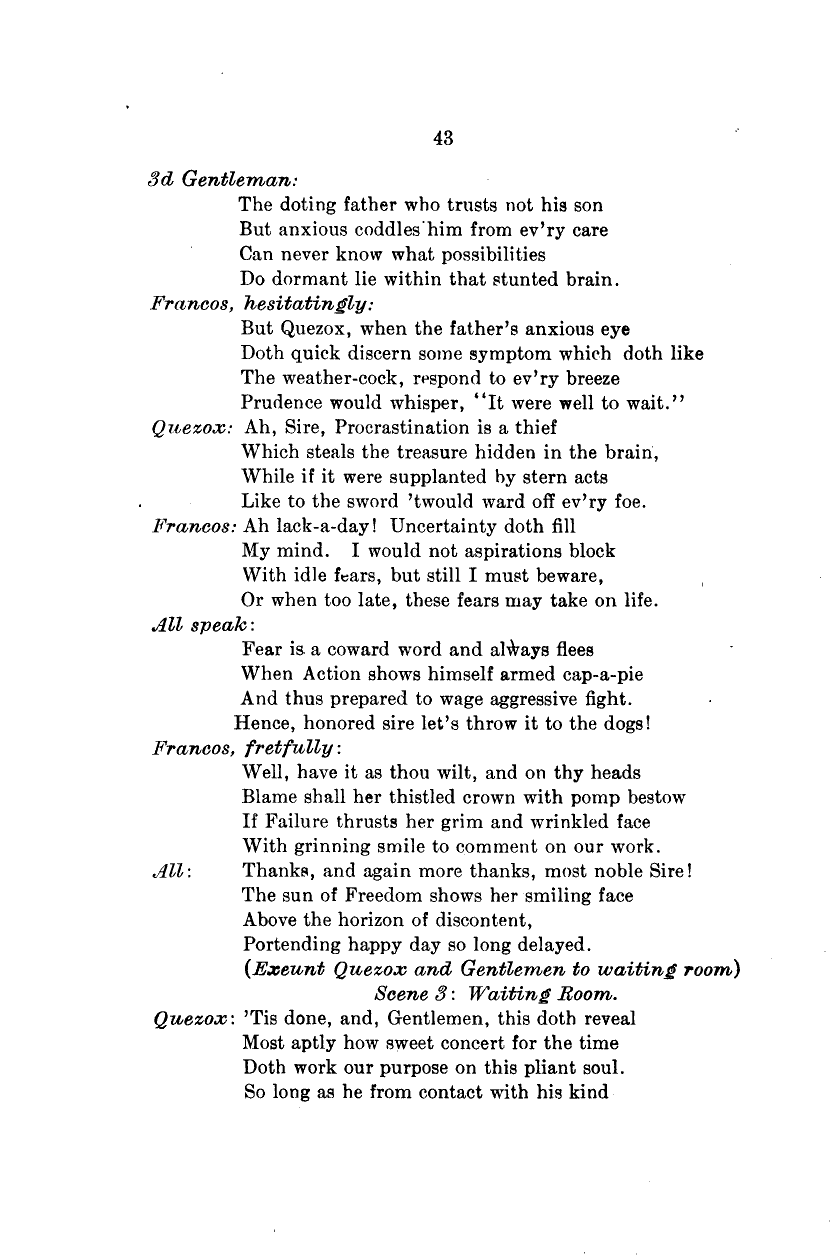 43
3d Gentleman:
The doting father who trusts not his son
But anxious coddles him from ev'ry care
Can never know what possibilities
Do dormant lie within that stunted brain.
Francos, hesitatingly:
But Quezox, when the father's anxious eye
Doth quick discern some symptom which doth like
The weather-cock, respond to ev'ry breeze
Prudence would whisper, "It were well to wait."
Quezox: Ah, Sire, Procrastination is a thief
Which steals the treasure hidden in the brain,
While if it were supplanted by stern acts
Like to the sword 'twould ward off ev'ry foe.
Francos: Ah lack-a-day! Uncertainty doth fill
My mind. I would not aspirations block
With idle fears, but still I must beware,
Or when too late, these fears may take on life.
All speak:
Fear is a coward word and always flees
When Action shows himself armed cap-a-pie
And thus prepared to wage aggressive fight.
Hence, honored sire let's throw it to the dogs!
Francos, fretfully:
Well, have it as thou wilt, and on thy heads
Blame shall her thistled crown with pomp bestow
If Failure thrusts her grim and wrinkled face
With grinning smile to comment on our work.
All: Thanks, and again more thanks, most noble Sire!
The sun of Freedom shows her smiling face
Above the horizon of discontent,
Portending happy day so long delayed.
(Exeunt Quezox and Gentlemen to waiting room)
Scene 3: Waiting Room.
Quezox: 'Tis done, and, Gentlemen, this doth reveal
Most aptly how sweet concert for the time
Doth work our purpose on this pliant soul.
So long as he from contact with his kind